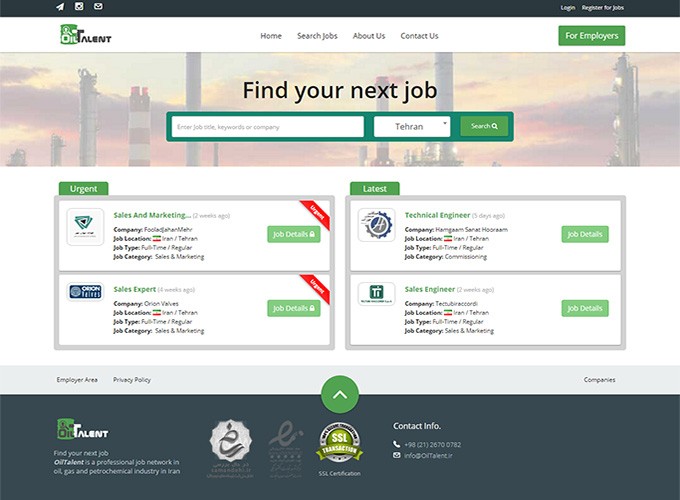 Login Register for Jobs
OILTALENT
Home Search Jobs About Us Contact Us
For Employers
Find your next job
Enter Job title, keywords or company
Tehran
Search
Urgent
Urgent
Sales And Marketing... (2 weeks ago)
Company: FooladJahanMehr
Job Location: Iran / Tehran
Job Type: Full-Time / Regular
Job Category: Sales & Marketing
Job Details
Urgent
ORION
Valves
Sales Expert (4 weeks ago)
Company: Orion Valves
Job Location: Iran / Tehran
Job Type: Full-Time / Regular
Job Category: Sales & Marketing
Job Details
Latest
Technical Engineer (5 days ago)
Company: Hamgaam Sanat Hooraam
Job Location: Iran / Tehran
Job Type: Full-Time / Regular
Job Category: Commissioning
Job Details
Sales Engineer (2 weeks ago)
Company: Tectubiraccordi
Job Location: Iran / Tehran
Job Type: Full-Time / Regular
Job Category: Sales & Marketing
Job Details
Employer Area Privacy Policy Companies
OILTALENT
Find your next job
OilTalent is a professional job network in
oil, gas and petrochemical industry in Iran
samandehi.ir
SSL
TRANSACTION
SSL Certification
Contact Info.
+98 (21) 2670 0782
info@OilTalent.ir